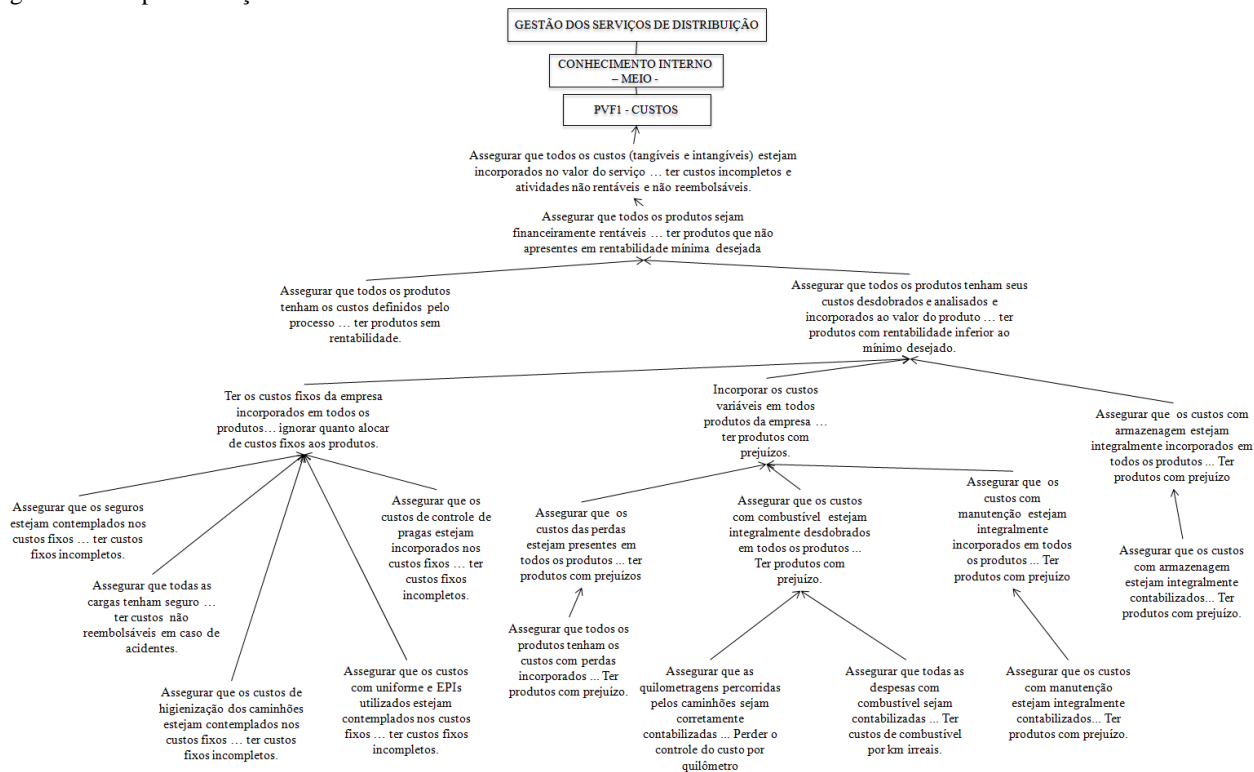 GESTÃO DOS SERVIÇOS DE DISTRIBUIÇÃO
CONHECIMENTO INTERNO
– MEIO -
PVF1 - CUSTOS
Assegurar que todos os custos (tangíveis e intangíveis) estejam
incorporados no valor do serviço … ter custos incompletos e
atividades não rentáveis e não reembolsáveis.
Assegurar que todos os produtos sejam
financeiramente rentáveis … ter produtos que não
apresentes em rentabilidade mínima desejada
Assegurar que todos os produtos
tenham os custos definidos pelo
processo … ter produtos sem
rentabilidade.
Assegurar que todos os produtos tenham seus
custos desdobrados e analisados e
incorporados ao valor do produto … ter
produtos com rentabilidade inferior ao
mínimo desejado.
Ter os custos fixos da empresa
incorporados em todos os
produtos… ignorar quanto alocar
de custos fixos aos produtos.
Incorporar os custos
variáveis em todos
produtos da empresa …
ter produtos com
prejuízos.
Assegurar que os custos com
armazenagem estejam
integralmente incorporados em
todos os produtos ... Ter
produtos com prejuízo
Assegurar que os seguros
estejam contemplados nos
custos fixos … ter custos
fixos incompletos.
Assegurar que todas as
cargas tenham seguro …
ter custos não
reembolsáveis em caso de
acidentes.
Assegurar que os custos de
higienização dos caminhões
estejam contemplados nos
custos fixos … ter custos
fixos incompletos.
Assegurar que os custos
com uniforme e EPIs
utilizados estejam
contemplados nos custos
fixos … ter custos fixos
incompletos.
Assegurar que os
custos de controle de
pragas estejam
incorporados nos
custos fixos … ter
custos fixos
incompletos.
Assegurar que os
custo das perdas
estejam presentes em
todos os produtos ... ter
produtos com prejuízos
Assegurar que todos os
produtos tenham os
custos com perdas
incorporados ... Ter
produtos com prejuízo.
Assegurar que os custos
com combustível estejam
integralmente desdobrados
em todos os produtos ...
Ter produtos com
prejuízo.
Assegurar que as
quilometragens percorridas
pelos caminhões sejam
corretamente
contabilizadas ... Perder o
controle do custo por
quilômetro
Assegurar que todas as
despesas com
combustível sejam
contabilizadas ... Ter
custos de combustível
por km irreais.
Assegurar que os
custos com
manutenção estejam
integralmente
incorporados em todos
os produtos ... Ter
produtos com prejuízo
Assegurar que os custos
com manutenção
estejam integralmente
contabilizados... Ter
produtos com prejuízo.
Assegurar que os custos
com armazenagem
estejam integralmente
contabilizados... Ter
produtos com prejuízo.